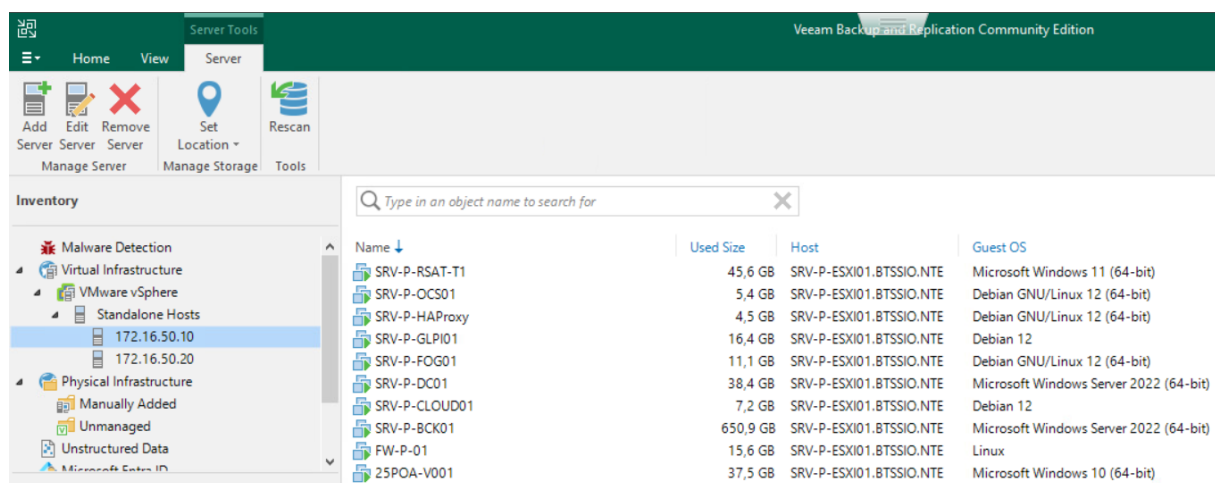 Server Tools
Veeam Backup and Replication Community Edition
Home View Server
Add Server
Edit Server
Remove Server
Set Location
Rescan
Manage Server
Manage Storage
Tools
Inventory
Type in an object name to search for
Malware Detection
Virtual Infrastructure
VMware vSphere
Standalone Hosts
172.16.50.10
172.16.50.20
Physical Infrastructure
Manually Added
Unmanaged
Unstructured Data
Microsoft Entra ID
Name Used Size Host Guest OS
SRV-P-RSAT-T1 45,6 GB SRV-P-ESXI01.BTSSIO.NTE Microsoft Windows 11 (64-bit)
SRV-P-OCS01 5,4 GB SRV-P-ESXI01.BTSSIO.NTE Debian GNU/Linux 12 (64-bit)
SRV-P-HAProxy 4,5 GB SRV-P-ESXI01.BTSSIO.NTE Debian GNU/Linux 12 (64-bit)
SRV-P-GLPI01 16,4 GB SRV-P-ESXI01.BTSSIO.NTE Debian 12
SRV-P-FOG01 11,1 GB SRV-P-ESXI01.BTSSIO.NTE Debian GNU/Linux 12 (64-bit)
SRV-P-DC01 38,4 GB SRV-P-ESXI01.BTSSIO.NTE Microsoft Windows Server 2022 (64-bit)
SRV-P-CLOUD01 7,2 GB SRV-P-ESXI01.BTSSIO.NTE Debian 12
SRV-P-BCK01 650,9 GB SRV-P-ESXI01.BTSSIO.NTE Microsoft Windows Server 2022 (64-bit)
FW-P-01 15,6 GB SRV-P-ESXI01.BTSSIO.NTE Linux
25POA-V001 37,5 GB SRV-P-ESXI01.BTSSIO.NTE Microsoft Windows 10 (64-bit)